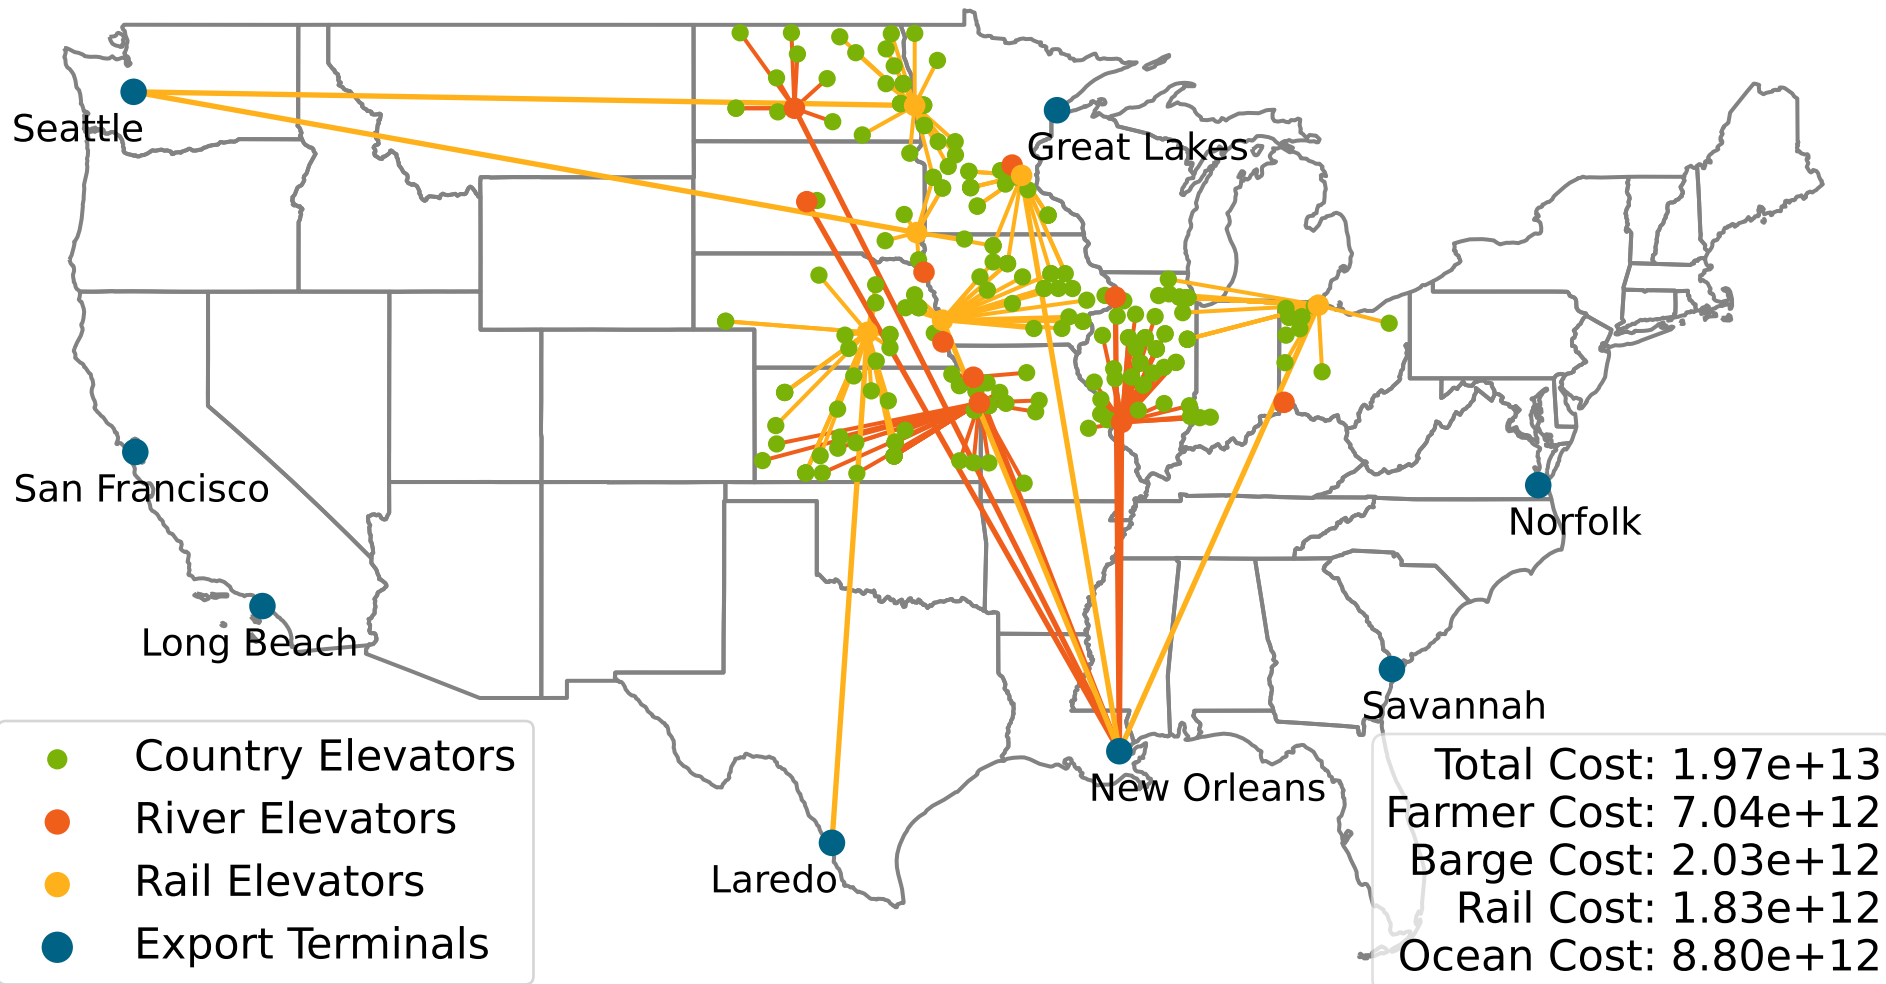 Seattle
Great Lakes
San Francisco
Norfolk
Long Beach
Savannah
New Orleans
Laredo
Country Elevators
River Elevators
Rail Elevators
Export Terminals
Total Cost: 1.97e+13
Farmer Cost: 7.04e+12
Barge Cost: 2.03e+12
Rail Cost: 1.83e+12
Ocean Cost: 8.80e+12